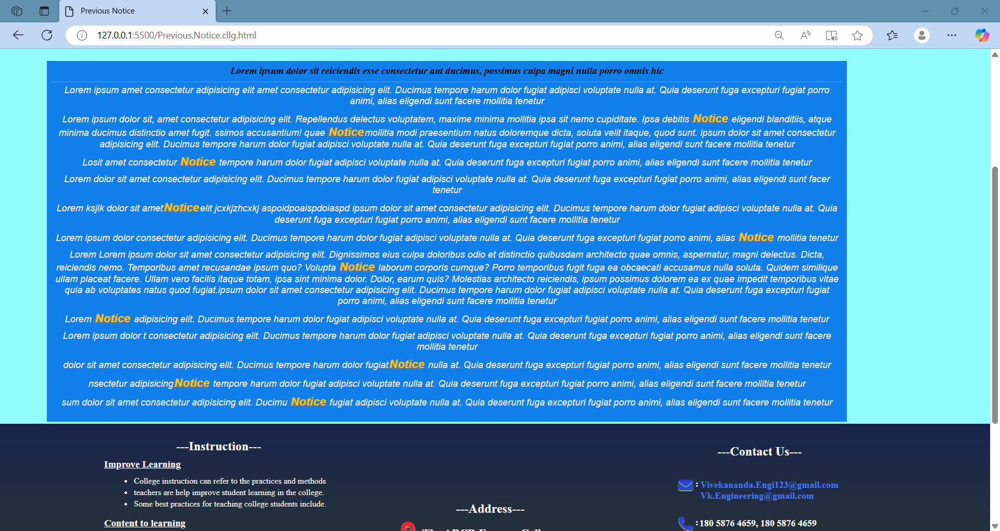 Previous Notice
127.0.0.1:5500/Previous.Notice.cllg.html
Lorem ipsum dolor sit reiciendis esse consectetur aut ducimus, possimus culpa magni nulla porro omnis hic
Lorem ipsum amet consectetur adipisicing elit amet consectetur adipisicing elit. Ducimus tempore harum dolor fugiat adipisci voluptate nulla at. Quia deserunt fuga excepturi fugiat porro
animi, alias eligendi sunt facere mollitia tenetur
Lorem ipsum dolor sit, amet consectetur adipisicing elit. Repellendus delectus voluptatem, maxime minima mollitia ipsa sit nemo cupiditate. Ipsa debitis Notice eligendi blanditiis, atque
minima ducimus distinctio amet fugit. ssimos accusantium! quae Notice mollitia modi praesentium natus doloremque dicta, soluta velit itaque, quod sunt. ipsum dolor sit amet consectetur
adipisicing elit. Ducimus tempore harum dolor fugiat adipisci voluptate nulla at. Quia deserunt fuga excepturi fugiat porro animi, alias eligendi sunt facere mollitia tenetur
Losit amet consectetur Notice tempore harum dolor fugiat adipisci voluptate nulla at. Quia deserunt fuga excepturi fugiat porro animi, alias eligendi sunt facere mollitia tenetur
Lorem dolor sit amet consectetur adipisicing elit. Ducimus tempore harum dolor fugiat adipisci voluptate nulla at. Quia deserunt fuga excepturi fugiat porro animi, alias eligendi sunt facer
tenetur
Lorem ksjlk dolor sit amet Notice elit jcxkjzhcxkj aspoidpoaispdoiaspd ipsum dolor sit amet consectetur adipisicing elit. Ducimus tempore harum dolor fugiat adipisci voluptate nulla at. Quia
deserunt fuga excepturi fugiat porro animi, alias eligendi sunt facere mollitia tenetur
Lorem ipsum dolor consectetur adipisicing elit. Ducimus tempore harum dolor fugiat adipisci voluptate nulla at. Quia deserunt fuga excepturi fugiat porro animi, alias Notice mollitia tenetur
Lorem Lorem ipsum dolor sit amet consectetur adipisicing elit. Dignissimos eius culpa doloribus odio et distinctio quibusdam architecto quae omnis, aspernatur, magni delectus. Dicta,
reiciendis nemo. Temporibus amet recusandae ipsum quo? Volupta Notice laborum corporis cumque? Porro temporibus fugit fuga ea obcaecati accusamus nulla soluta. Quidem similique
ullam placeat facere. Ullam vero facilis itaque totam, ipsa sint minima dolor. Dolor, earum quis? Molestias architecto reiciendis, ipsum possimus dolorem ea ex quae impedit temporibus vitae
quia ab voluptates natus quod fugiat.ipsum dolor sit amet consectetur adipisicing elit. Ducimus tempore harum dolor fugiat adipisci voluptate nulla at. Quia deserunt fuga excepturi fugiat
porro animi, alias eligendi sunt facere mollitia tenetur
Lorem Notice adipisicing elit. Ducimus tempore harum dolor fugiat adipisci voluptate nulla at. Quia deserunt fuga excepturi fugiat porro animi, alias eligendi sunt facere mollitia tenetur
Lorem ipsum dolor t consectetur adipisicing elit. Ducimus tempore harum dolor fugiat adipisci voluptate nulla at. Quia deserunt fuga excepturi fugiat porro animi, alias eligendi sunt facere
mollitia tenetur
dolor sit amet consectetur adipisicing elit. Ducimus tempore harum dolor fugiat Notice nulla at. Quia deserunt fuga excepturi fugiat porro animi, alias eligendi sunt facere mollitia tenetur
nsectetur adipisicing Notice tempore harum dolor fugiat adipisci voluptate nulla at. Quia deserunt fuga excepturi fugiat porro animi, alias eligendi sunt facere mollitia tenetur
sum dolor sit amet consectetur adipisicing elit. Ducimu Notice fugiat adipisci voluptate nulla at. Quia deserunt fuga excepturi fugiat porro animi, alias eligendi sunt facere mollitia tenetur
---Instruction---
Improve Learning
• College instruction can refer to the practices and methods
• teachers are help improve student learning in the college.
• Some best practices for teaching college students include.
Content to learning
---Address---
---Contact Us---
: Vivekananda.Engi123@gmail.com
Vk.Engineering@gmail.com
: 180 5876 4659, 180 5876 4659